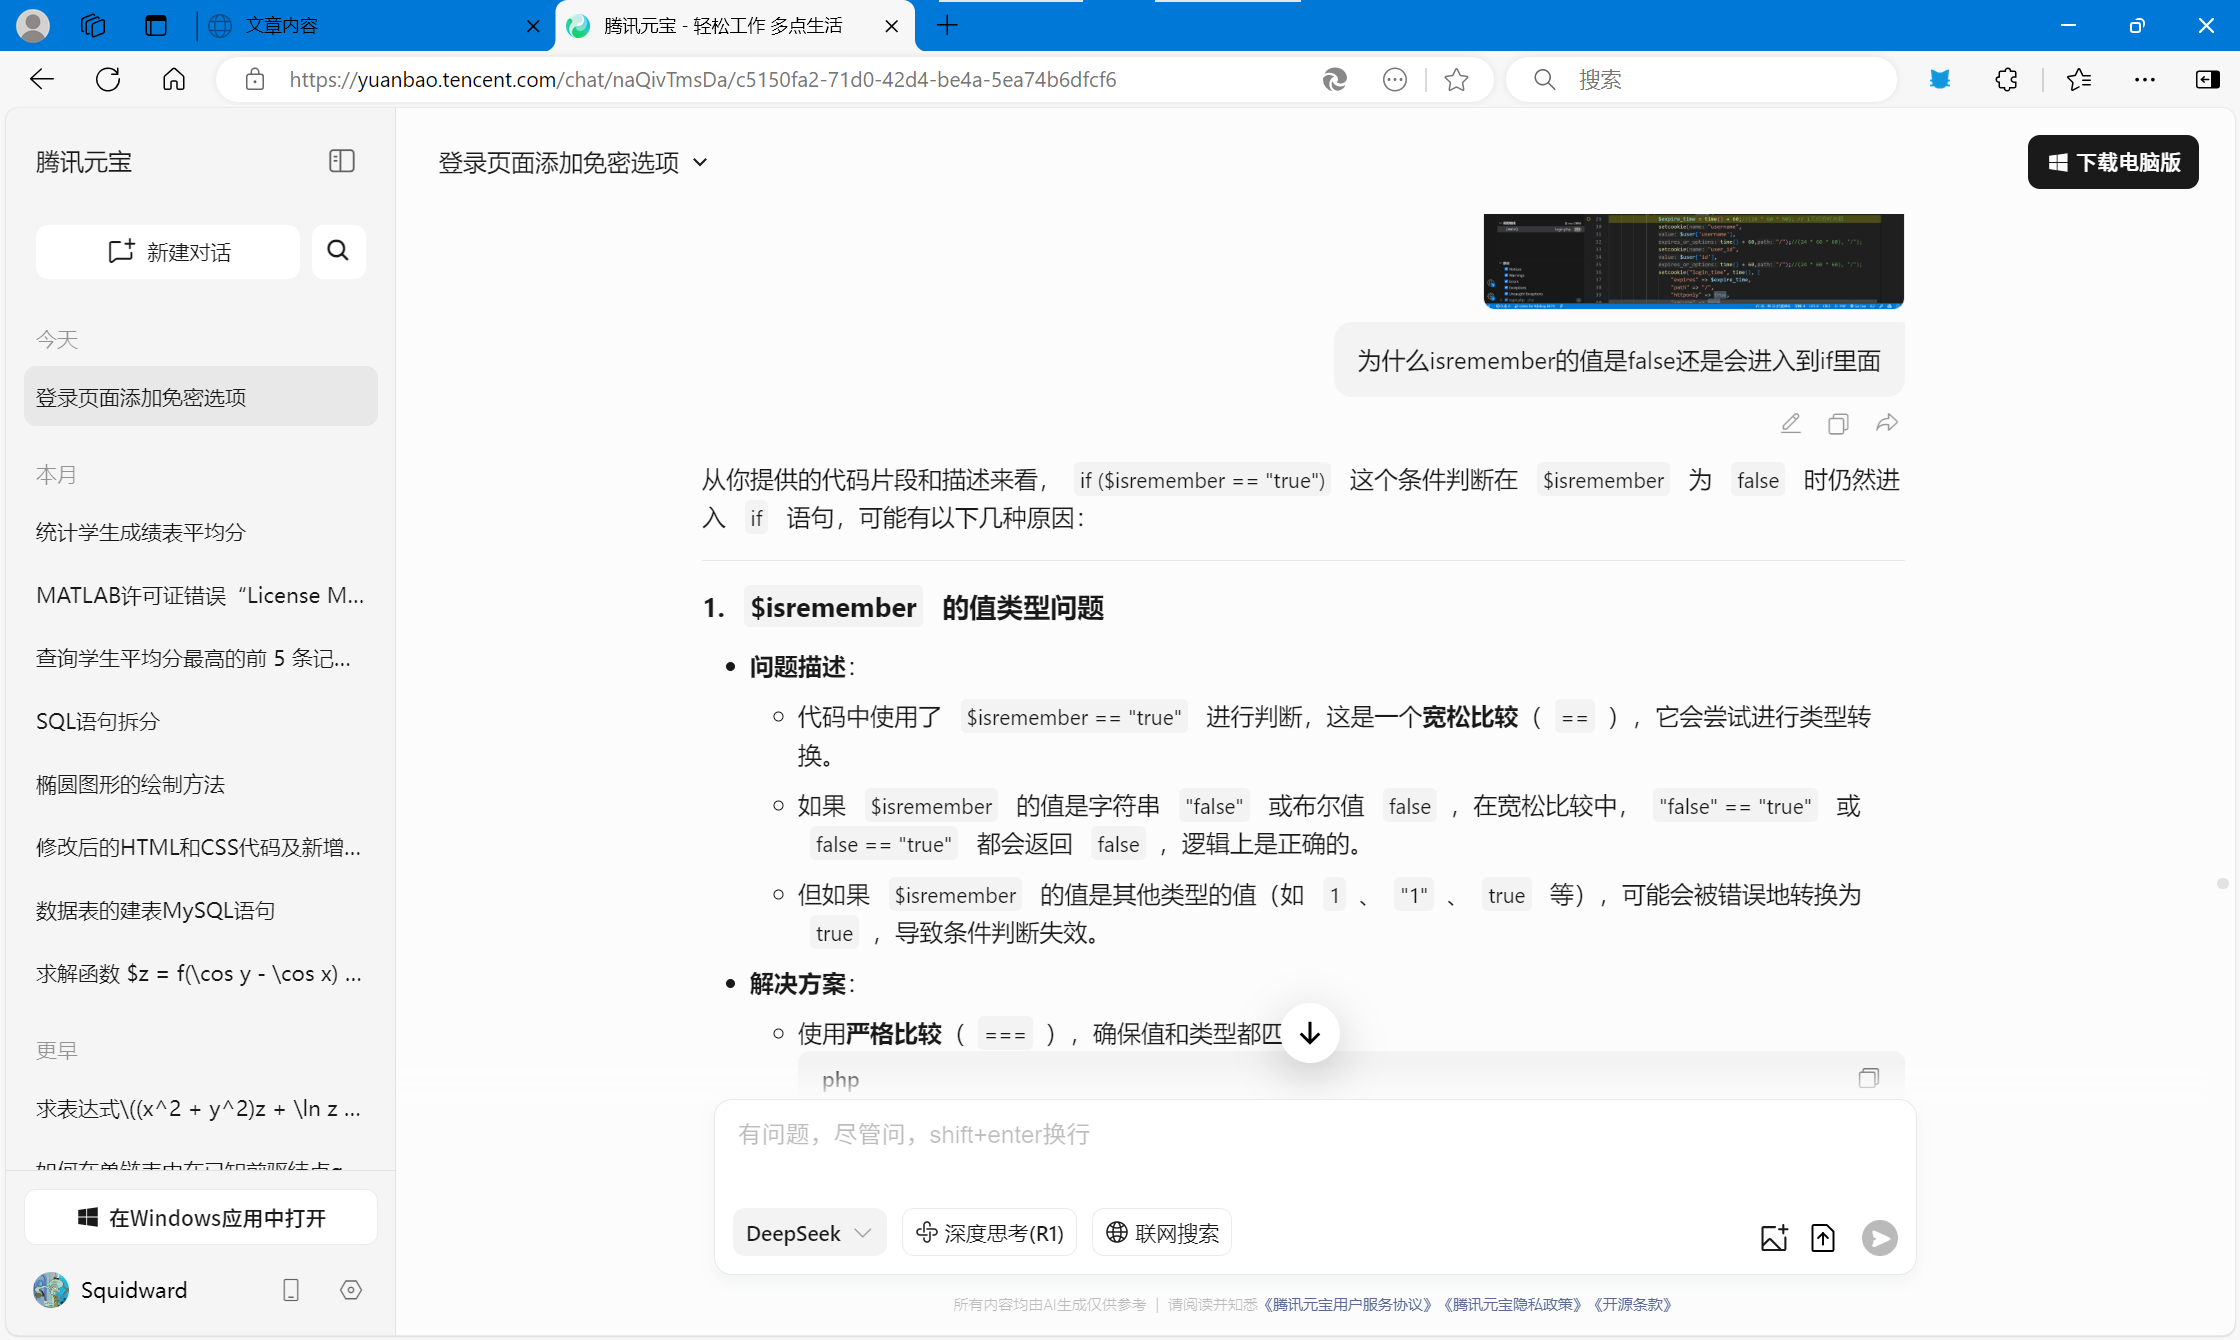 文章内容
腾讯元宝 - 轻松工作 多点生活
https://yuanbao.tencent.com/chat/naQivTmsDa/c5150fa2-71d0-42d4-be4a-5ea74b6dfcf6
搜索
腾讯元宝
新建对话
今天
登录页面添加免密选项
本月
统计学生成绩表平均分
MATLAB许可证错误“License M...
查询学生平均分最高的前 5 条记...
SQL语句拆分
椭圆图形的绘制方法
修改后的HTML和CSS代码及新增...
数据表的建表MySQL语句
求解函数 $z = f(\cos y - \cos x) ...
更早
求表达式\((x^2 + y^2)z + \ln z ...
在Windows应用中打开
Squidward
登录页面添加免密选项
下载电脑版
为什么isremember的值是false还是会进入到if里面
从你提供的代码片段和描述来看， if ($isremember == "true") 这个条件判断在 $isremember 为 false 时仍然进
入 if 语句，可能有以下几种原因：
1. $isremember 的值类型问题
• 问题描述：
○ 代码中使用了 $isremember == "true" 进行判断，这是一个宽松比较（ == ），它会尝试进行类型转
换。
○ 如果 $isremember 的值是字符串 "false" 或布尔值 false ，在宽松比较中， "false" == "true" 或
false == "true" 都会返回 false ，逻辑上是正确的。
○ 但如果 $isremember 的值是其他类型的值（如 1 、 "1" 、 true 等），可能会被错误地转换为
true ，导致条件判断失效。
• 解决方案：
○ 使用严格比较（ === ），确保值和类型都匹
php
有问题，尽管问，shift+enter换行
DeepSeek
深度思考(R1)
联网搜索
所有内容均由AI生成仅供参考 | 请阅读并知悉《腾讯元宝用户服务协议》《腾讯元宝隐私政策》《开源条款》